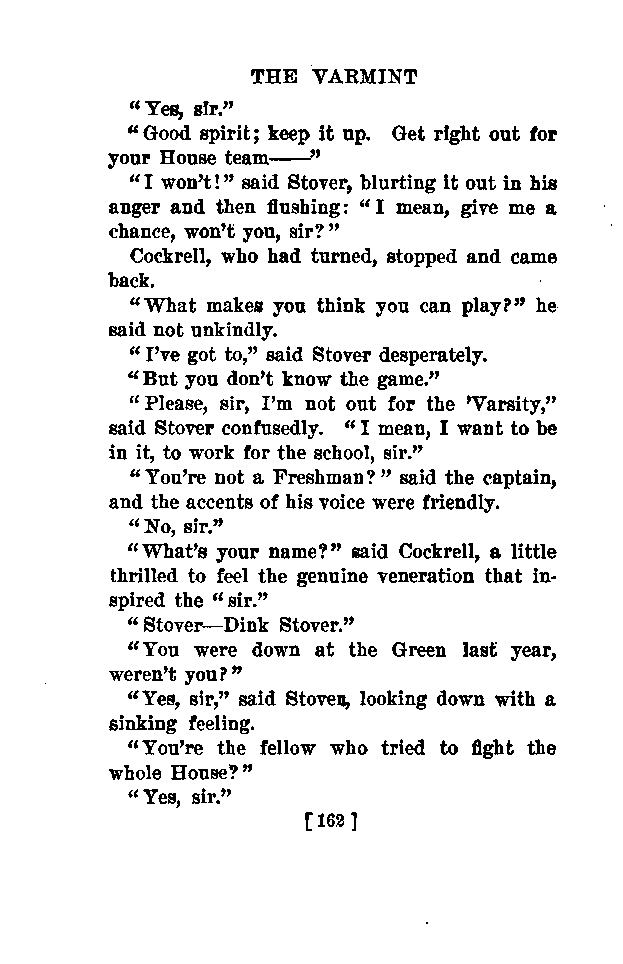 THE VARMINT
"Yes, sir."
"Good spirit; keep it up. Get right out for
your House team——"
"I won't!" said Stover, blurting it out in his
anger and then flushing: "I mean, give me a
chance, won't you, sir?"
Cockrell, who had turned, stopped and came
back.
"What makes you think you can play?" he
said not unkindly.
"I've got to," said Stover desperately.
"But you don't know the game."
"Please, sir, I'm not out for the 'Varsity,"
said Stover confusedly. "I mean, I want to be
in it, to work for the school, sir."
"You're not a Freshman?" said the captain,
and the accents of his voice were friendly.
"No, sir."
"What's your name?" said Cockrell, a little
thrilled to feel the genuine veneration that in-
spired the "sir."
"Stover—Dink Stover."
"You were down at the Green last year,
weren't you?"
"Yes, sir," said Stover, looking down with a
sinking feeling.
"You're the fellow who tried to fight the
whole House?"
"Yes, sir."
[162]